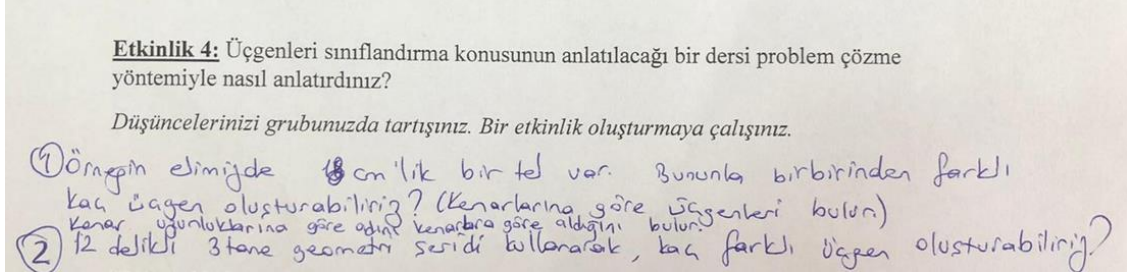 Etkinlik 4: Üçgenleri sınıflandırma konusunun anlatılacağı bir dersi problem çözme
yöntemiyle nasıl anlatırdınız?
Düşüncelerinizi grubunuzda tartışınız. Bir etkinlik oluşturmaya çalışınız.
① Örneğin elimizde 18 cm'lik bir tel var. Bununla birbirinden farklı
kaç üçgen oluşturabiliriz? (Kenarlarına göre üçgenleri bulun)
Kenar uzunluklarına göre adını kenarlara göre aldığını bulun.
② 12 delikli 3 tane geometri şeridi kullanarak, kaç farklı üçgen oluşturabiliriz?